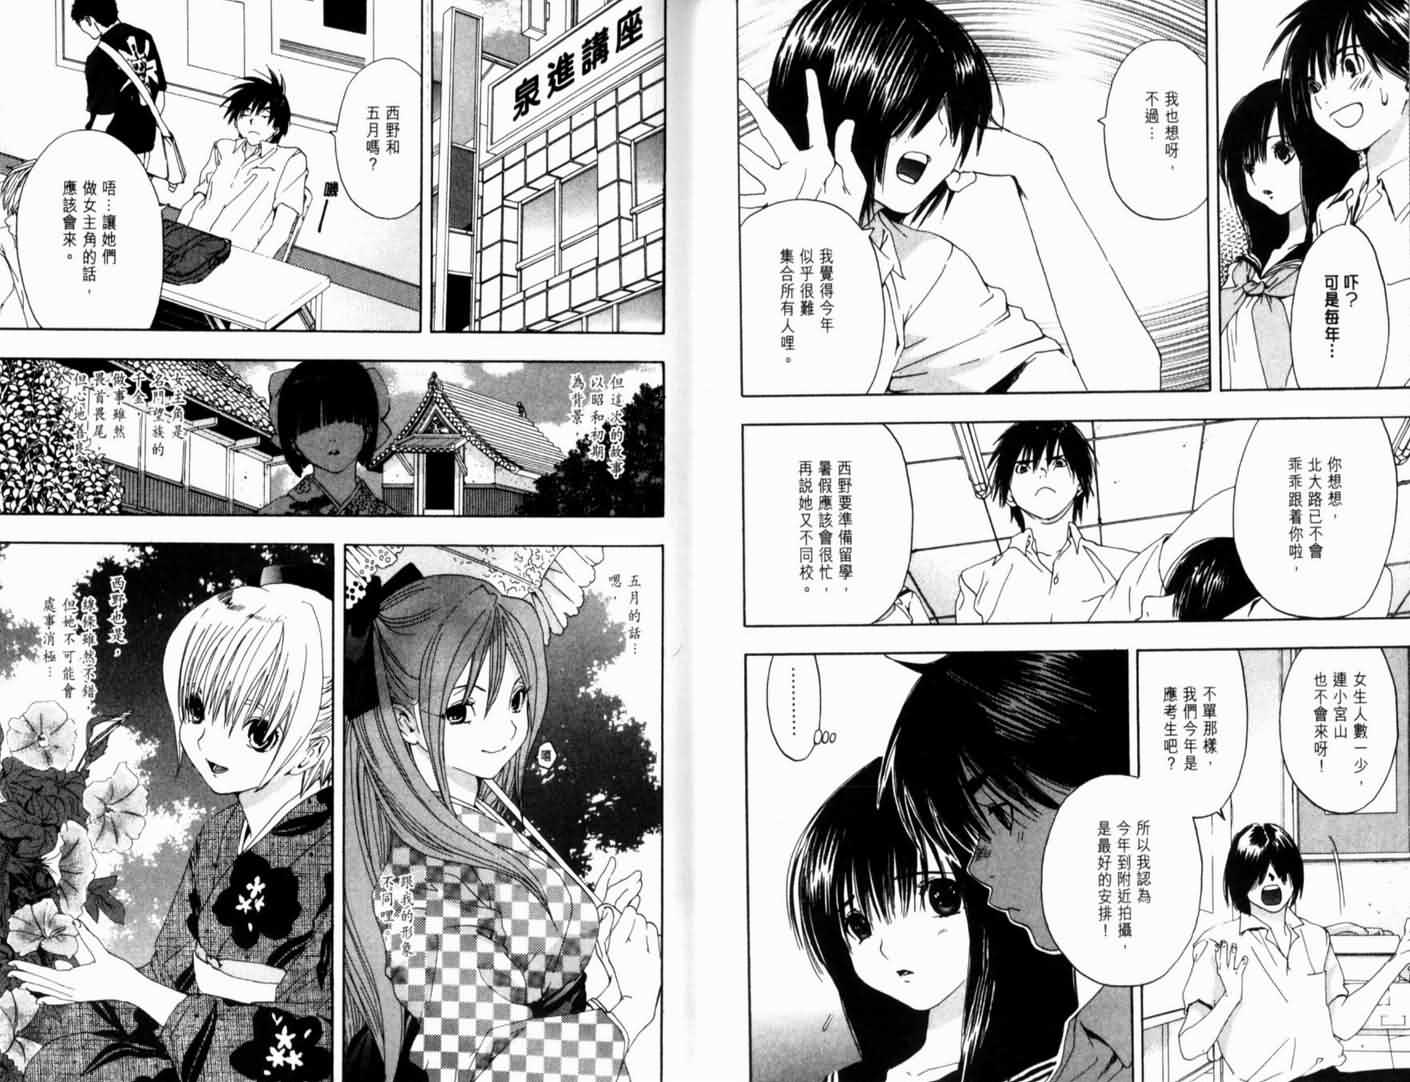 吓？
可是每年…
我也想呀，
不過…
我覺得今年
似乎很難
集合所有人哩。
你想想，
北大路已不會
乖乖跟着你啦，
西野要準備留學，
暑假應該會很忙，
再說她又不同校。
女生人數一少，
連小宮山
也不會來呀！
不單那樣，
我們今年是
應考生吧？
所以我認為
今年到附近拍攝，
是最好的安排！
………
泉進講座
西野和
五月嗎？
唔…讓她們
做女主角的話，
應該會來。
但這次的故事
以昭和初期
為背景，
女主角是
名門望族的
千金，
做事雖然
畏首畏尾，
但心地善良。
五月的話…
嗯，
跟我的形象
不同哩。
西野也是，
線條雖然不錯，
但她不可能會
處事消極…